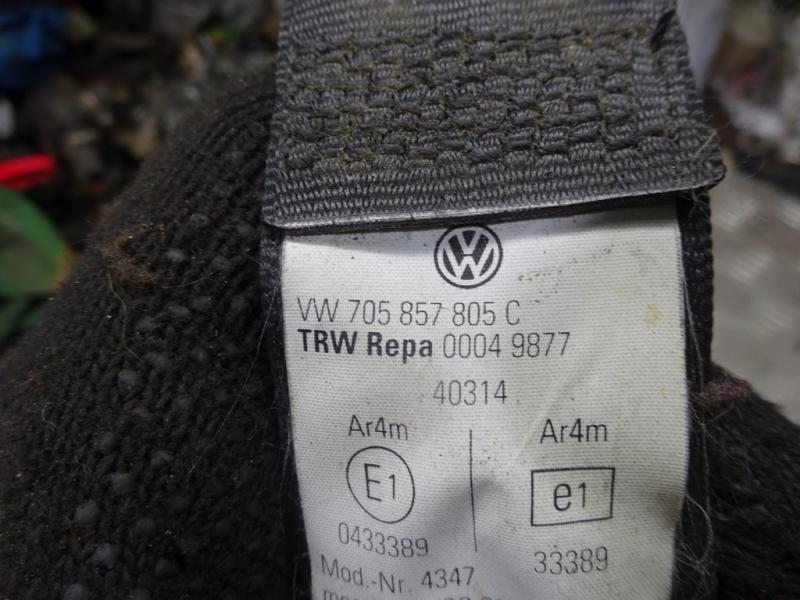 VW 705 857 805 C
TRW Repa 0004 9877
40314
Ar4m Ar4m
E1 e1
0433389 33389
Mod.-Nr. 4347